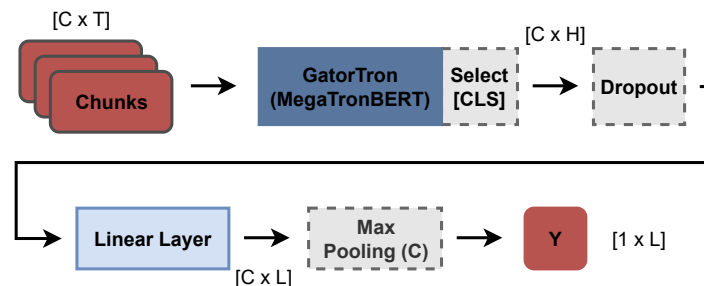 [C x T]
Chunks
GatorTron
(MegaTronBERT)
Select
[CLS]
[C x H]
Dropout
Linear Layer
[C x L]
Max
Pooling (C)
Y
[1 x L]